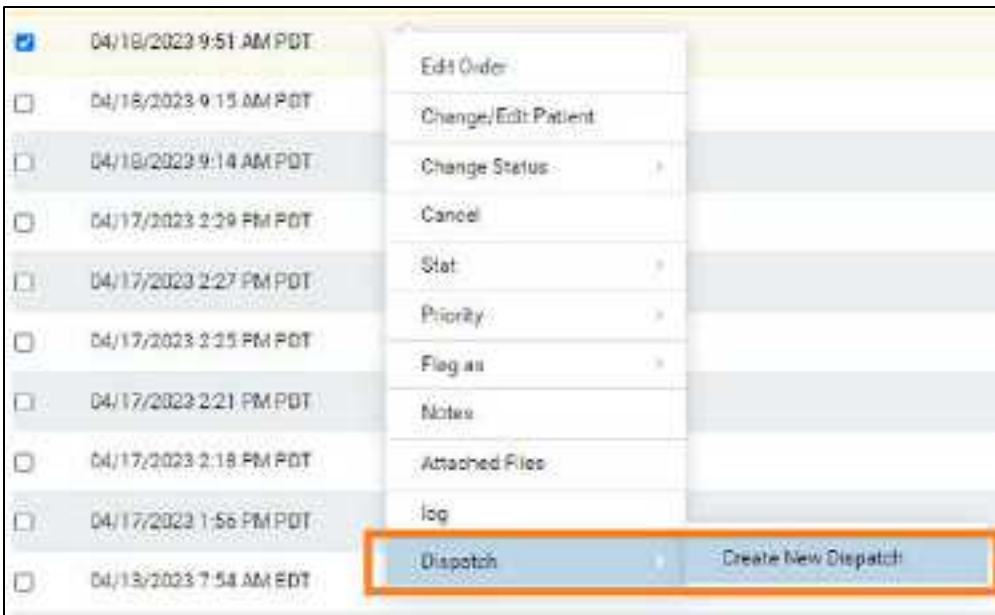 04/18/2023 9:51 AM PDT
Edit Order
04/18/2023 9:15 AM PDT
Change/Edit Patient
04/18/2023 9:14 AM PDT
Change Status
04/17/2023 2:29 PM PDT
Cancel
Stat
04/17/2023 2:27 PM PDT
Priority
04/17/2023 2:25 PM PDT
Flag as
04/17/2023 2:21 PM PDT
Notes
04/17/2023 2:18 PM PDT
Attached Files
04/17/2023 1:56 PM PDT
log
Dispatch
Create New Dispatch
04/13/2023 7:54 AM EDT